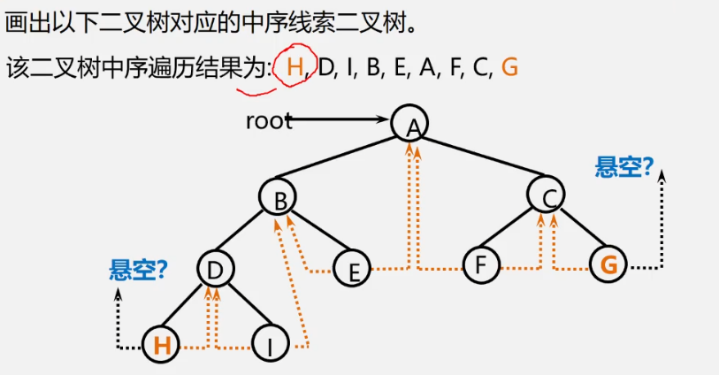 画出以下二叉树对应的中序线索二叉树。
该二叉树中序遍历结果为: H, D, I, B, E, A, F, C, G
root
A
悬空?
B
C
悬空?
D
E
F
G
H
I